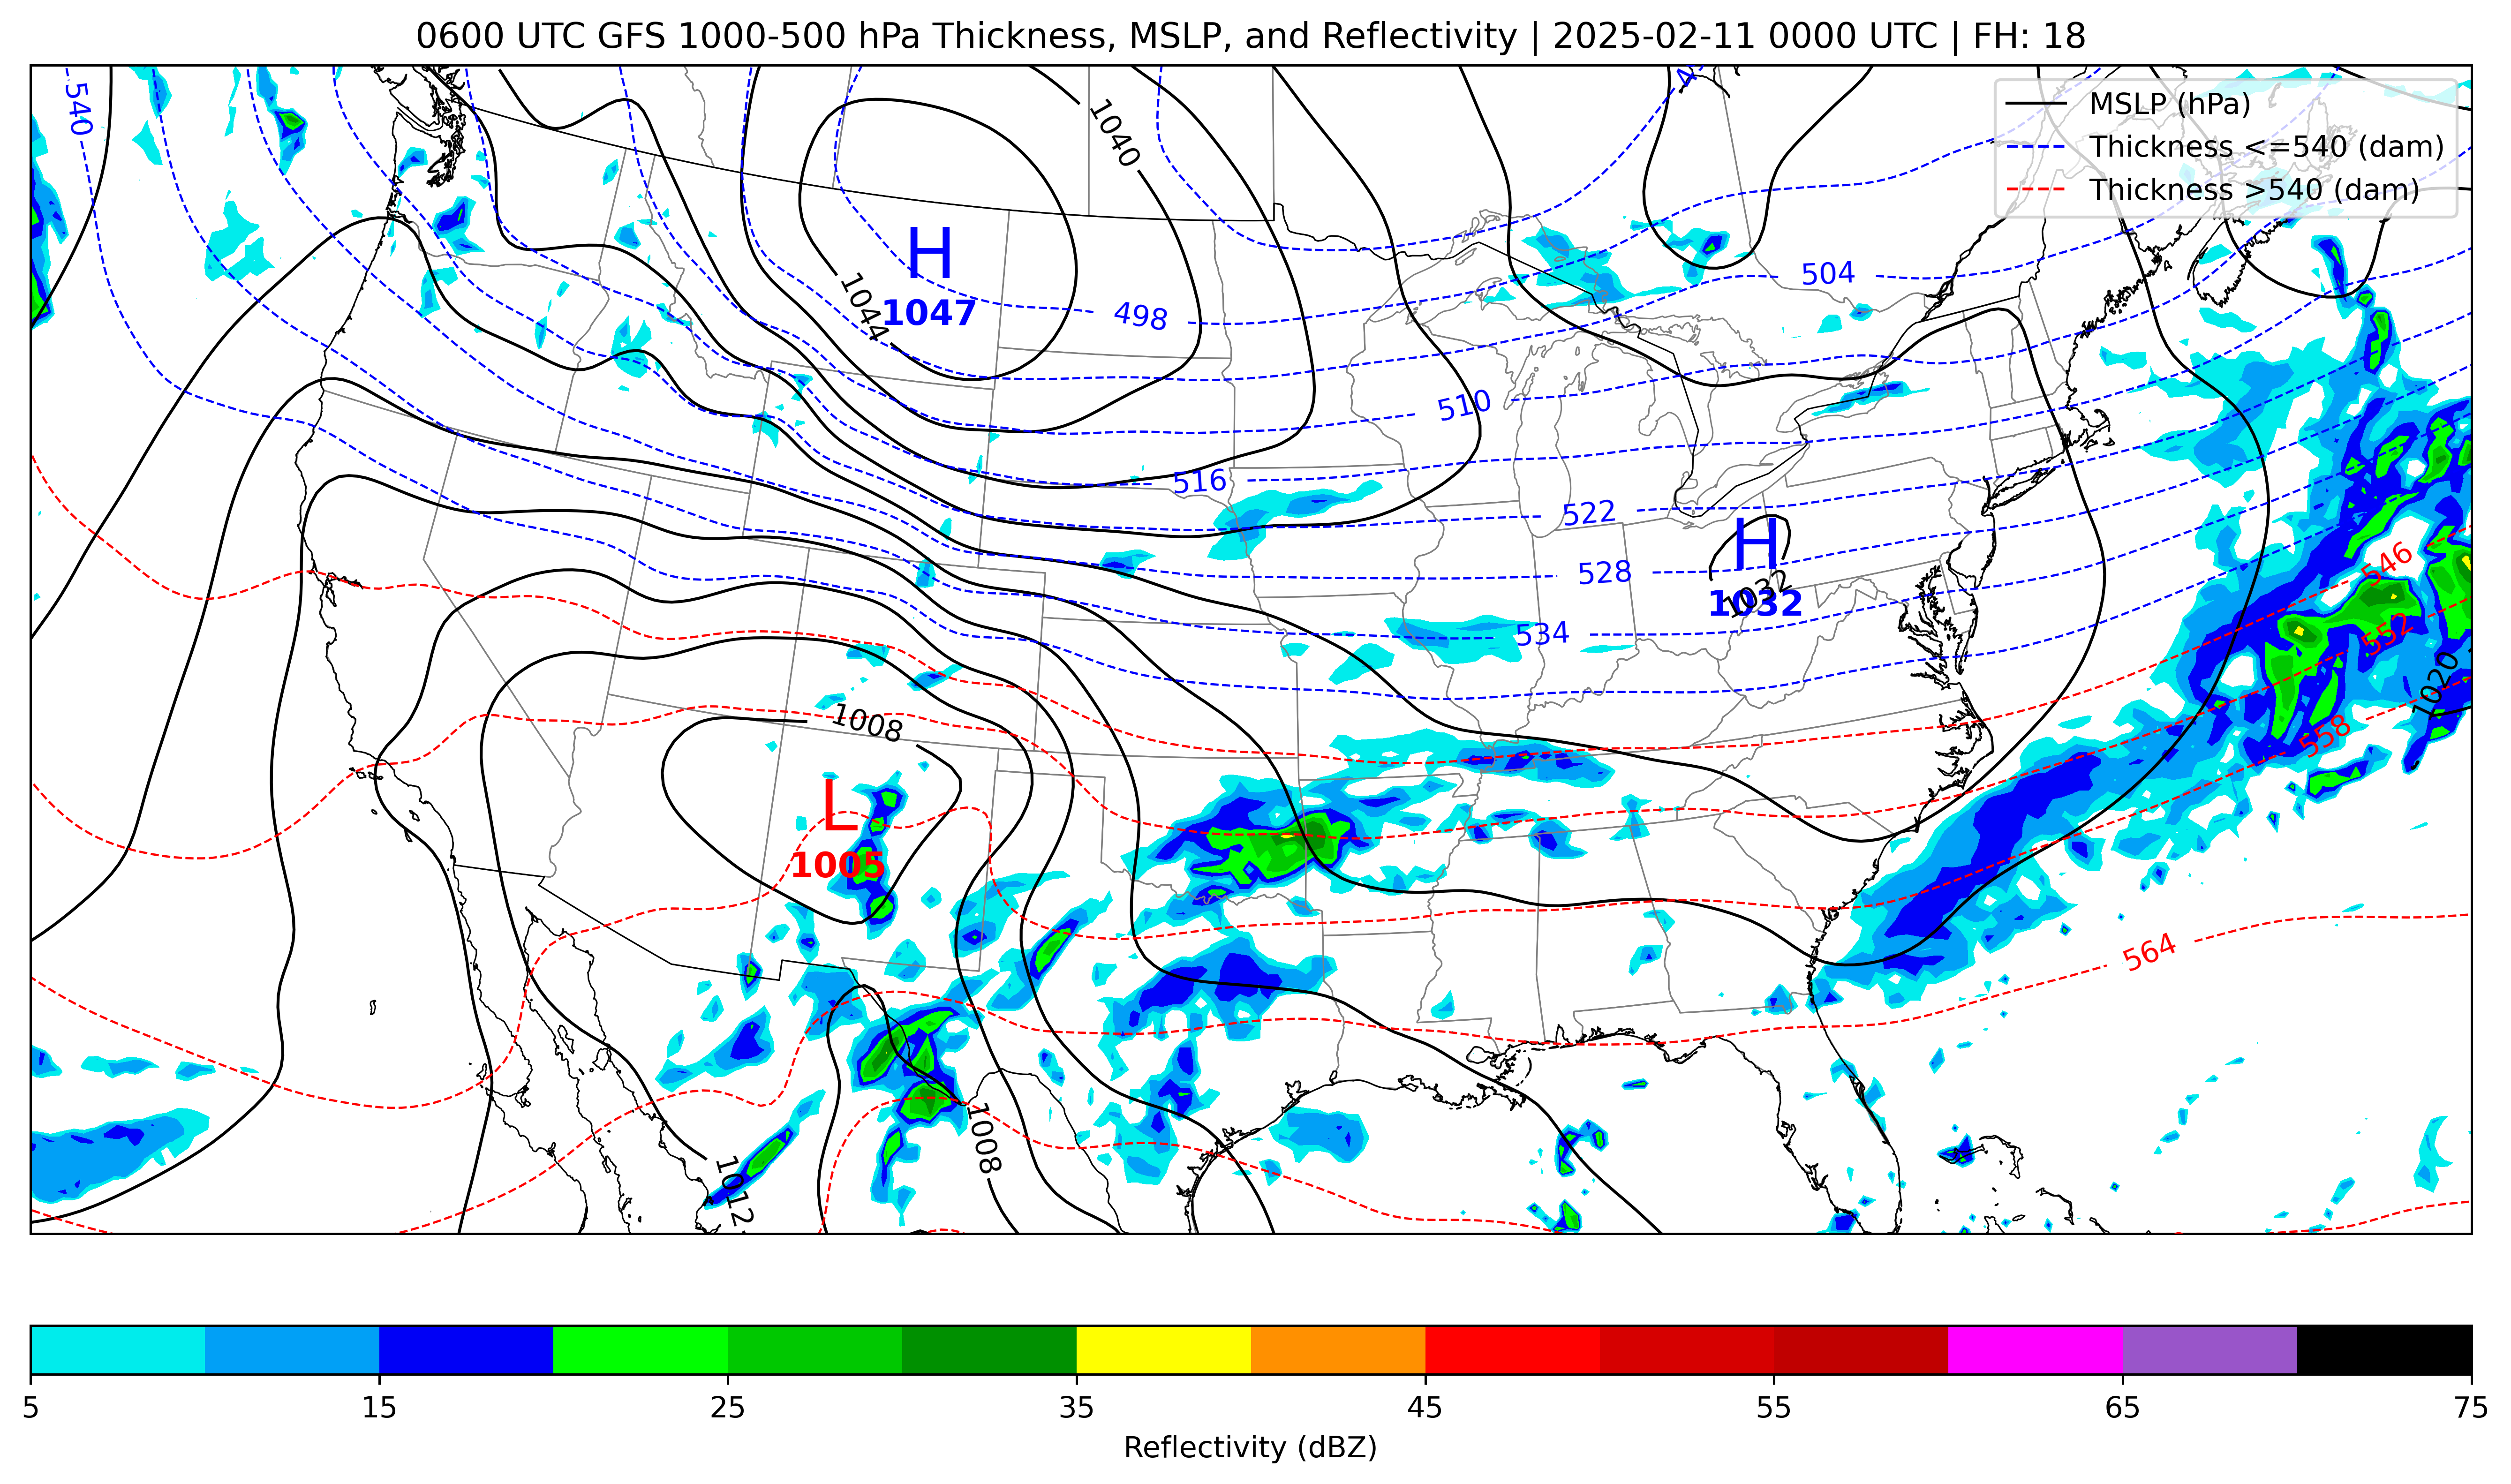 0600 UTC GFS 1000-500 hPa Thickness, MSLP, and Reflectivity | 2025-02-11 0000 UTC | FH: 18
MSLP (hPa)
Thickness <=540 (dam)
Thickness >540 (dam)
540
1040
H
1047
1044
498
504
510
516
522
528
534
H
1032
1032
546
552
558
1020
564
1008
L
1005
1008
1012
5 15 25 35 45 55 65 75
Reflectivity (dBZ)